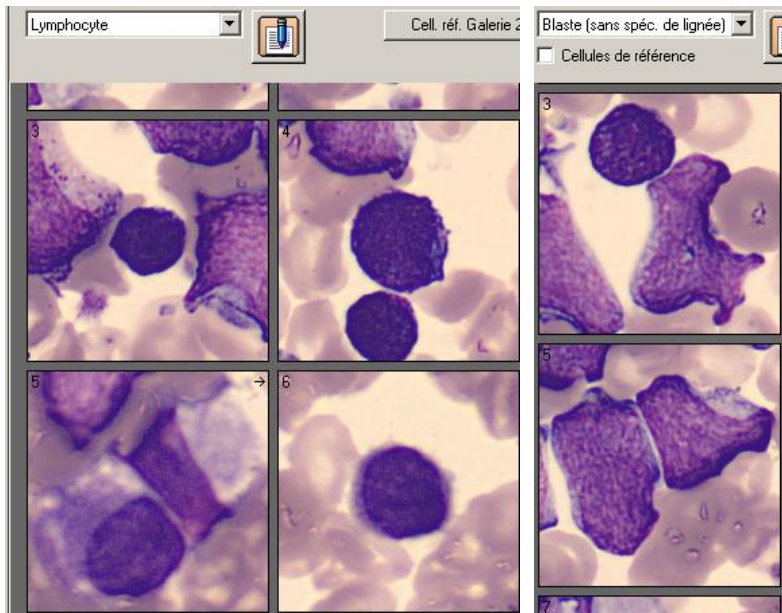 Lymphocyte
Cell. réf. Galerie 2
3
4
5
→
6
Blaste (sans spéc. de lignée)
Cellules de référence
3
5
7